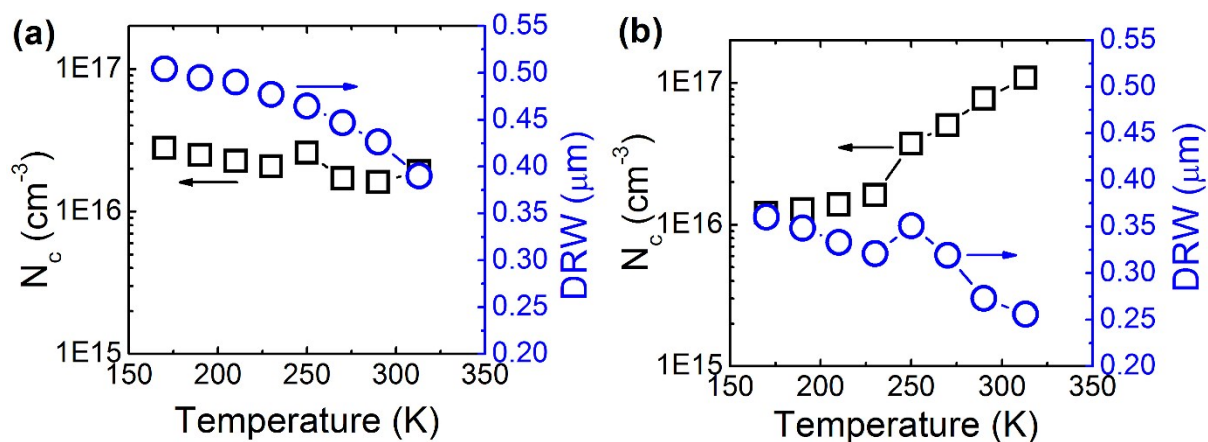 (a)
N_c (cm^-3)
1E17
1E16
1E15
150 200 250 300 350
Temperature (K)
0.55
0.50
0.45
0.40
0.35
0.30
0.25
0.20
DRW (μm)
(b)
N_c (cm^-3)
1E17
1E16
1E15
150 200 250 300 350
Temperature (K)
0.55
0.50
0.45
0.40
0.35
0.30
0.25
0.20
DRW (μm)